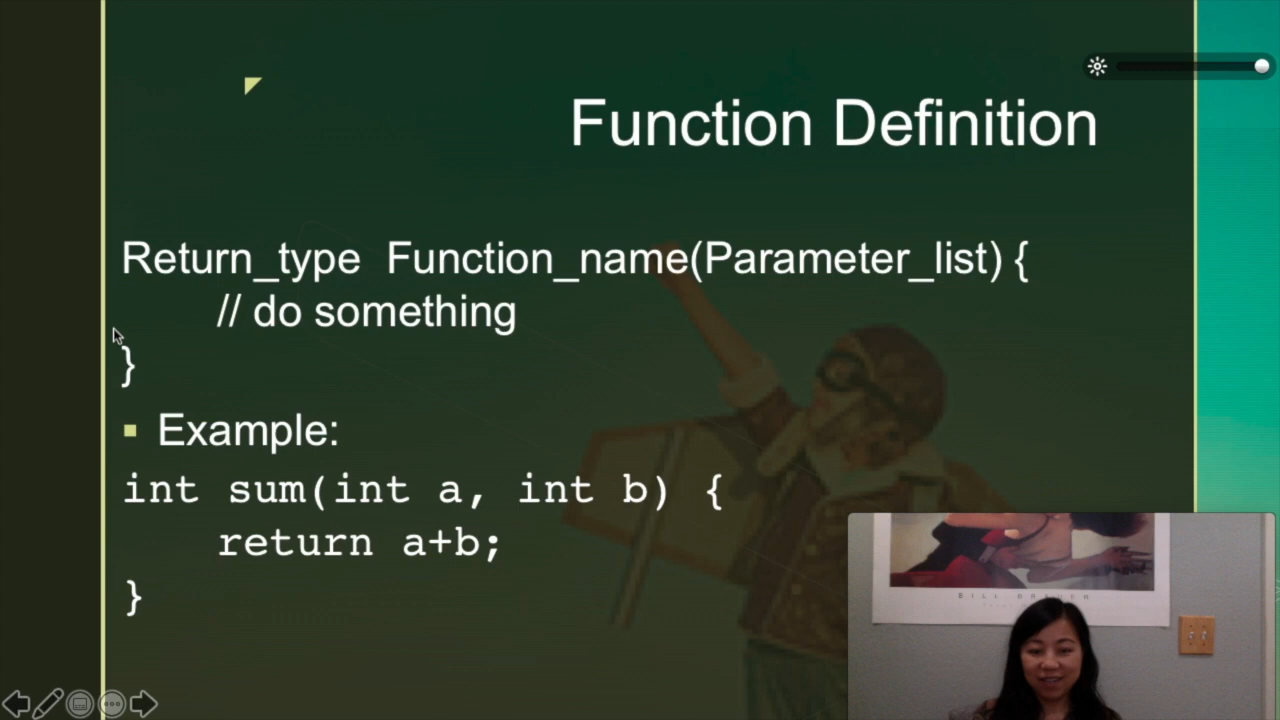 Function Definition
Return_type Function_name(Parameter_list) {
// do something
}
Example:
int sum(int a, int b) {
return a+b;
}